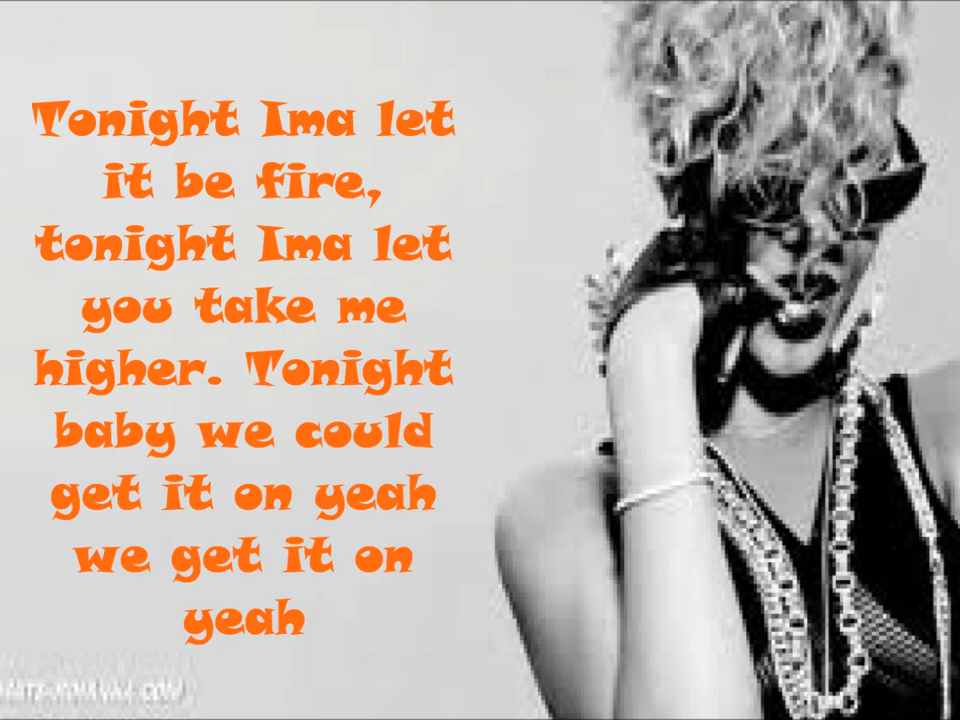 Tonight Ima let
it be fire,
tonight Ima let
you take me
higher. Tonight
baby we could
get it on yeah
we get it on
yeah